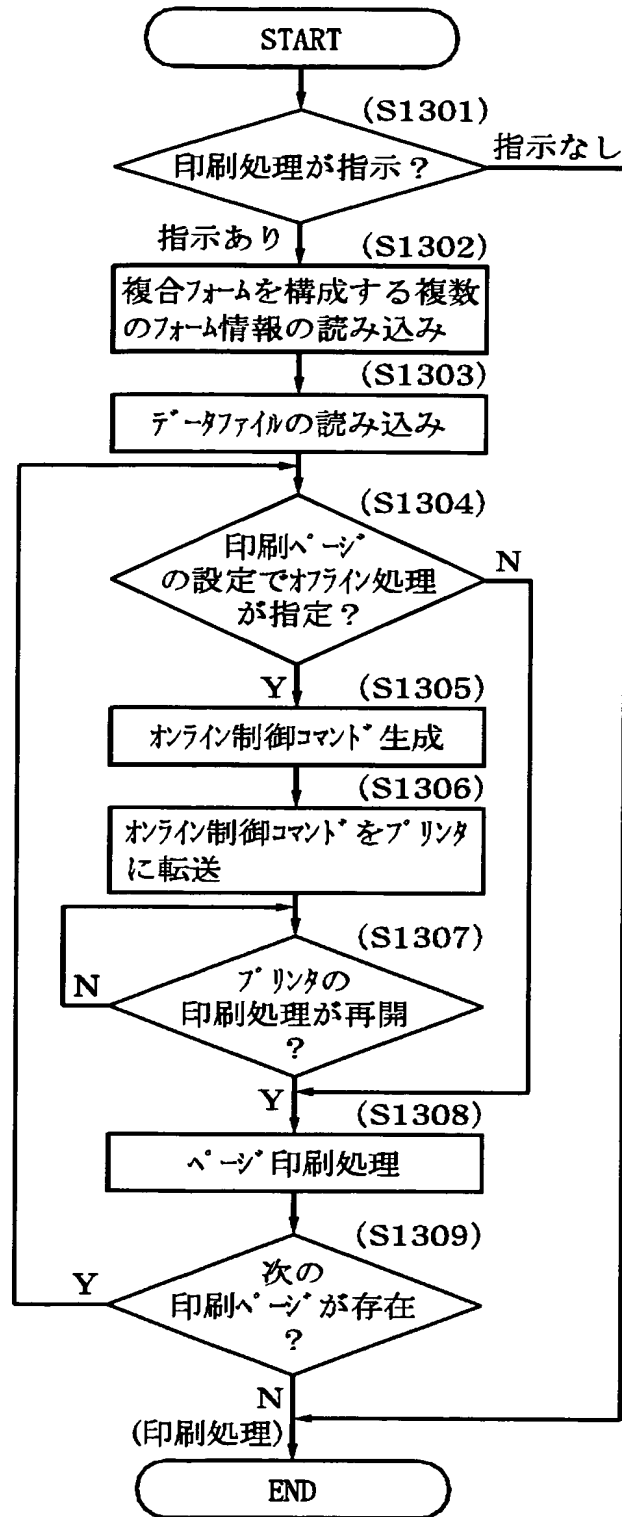 START
(S1301)
印刷処理が指示?
指示なし
指示あり
(S1302)
複合フォームを構成する複数
のフォーム情報の読み込み
(S1303)
データファイルの読み込み
(S1304)
印刷ページ
の設定でオフライン処理
が指定?
N
Y
(S1305)
オンライン制御コマンド生成
(S1306)
オンライン制御コマンドをプリンタ
に転送
(S1307)
プリンタの
印刷処理が再開
?
N
Y
(S1308)
ページ印刷処理
(S1309)
次の
印刷ページが存在
?
Y
N
(印刷処理)
END